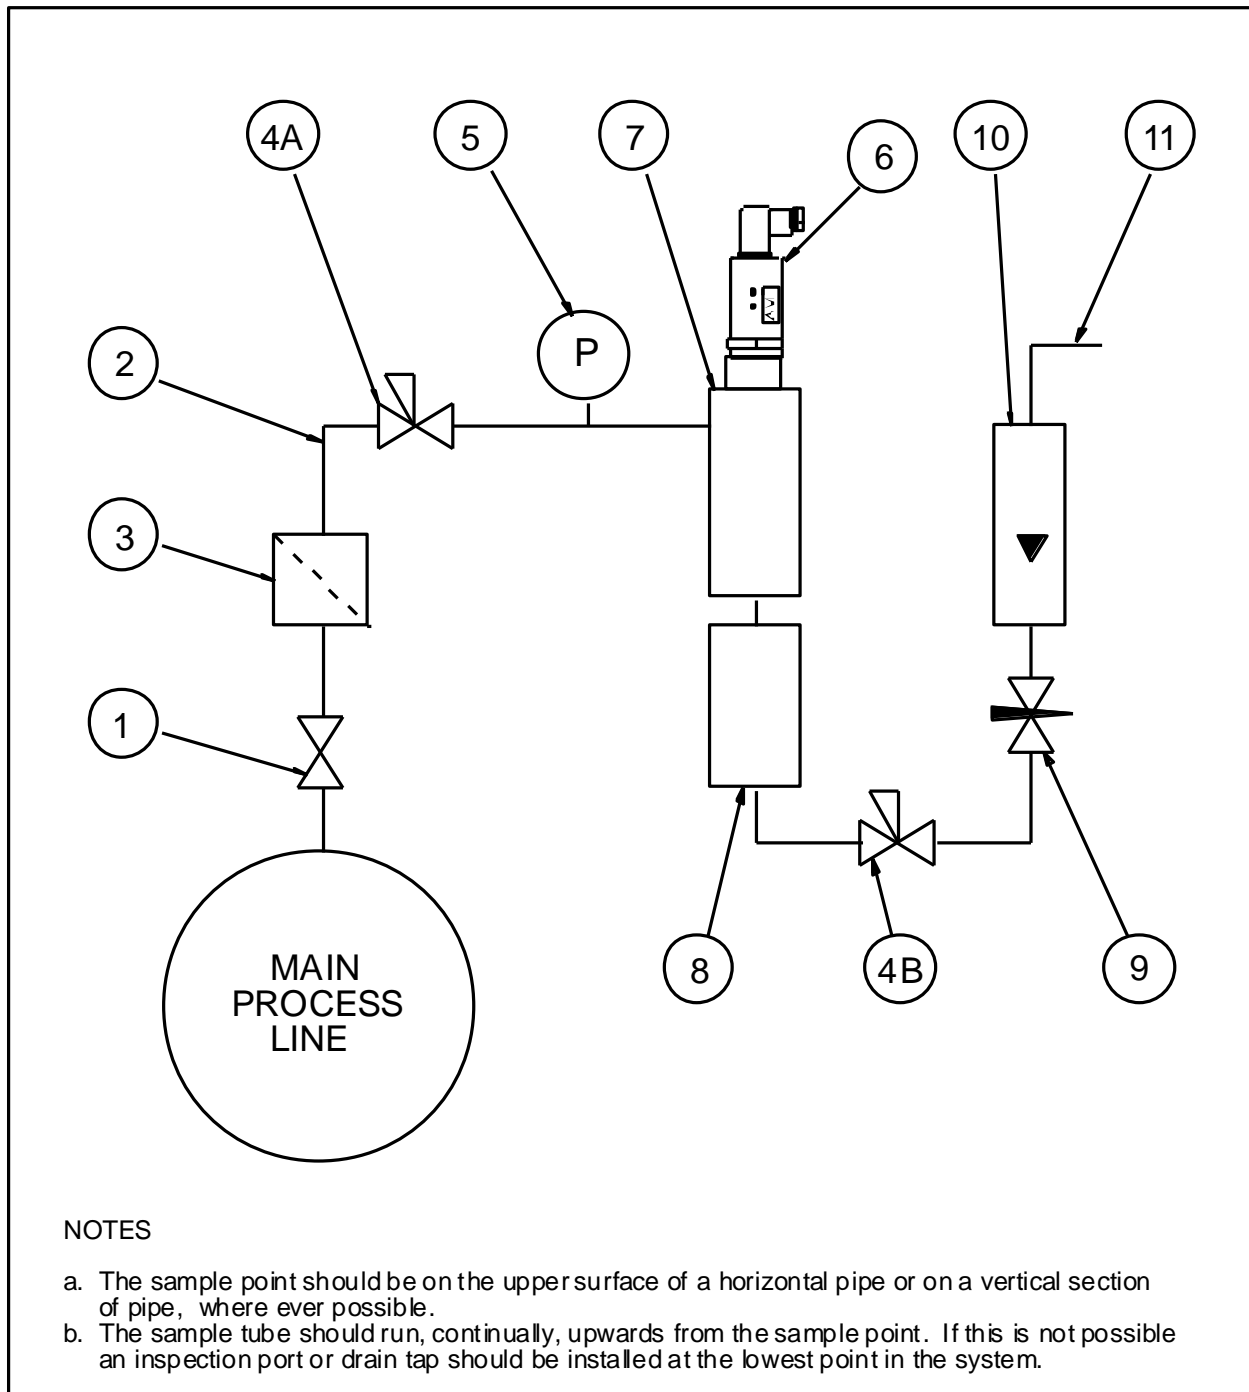 4A
5
7
6
10
11
2
P
3
1
MAIN
PROCESS
LINE
8
4B
9
NOTES
a. The sample point should be on the upper surface of a horizontal pipe or on a vertical section
of pipe, where ever possible.
b. The sample tube should run, continually, upwards from the sample point. If this is not possible
an inspection port or drain tap should be installed at the lowest point in the system.